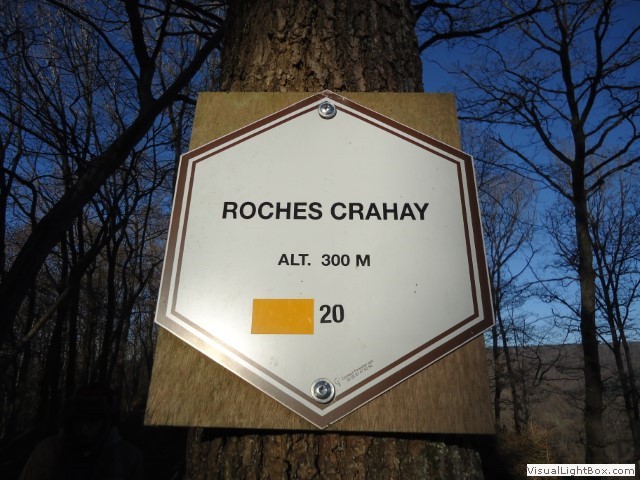 ROCHES CRAHAY
ALT. 300 M
20
VisualLightBox.com